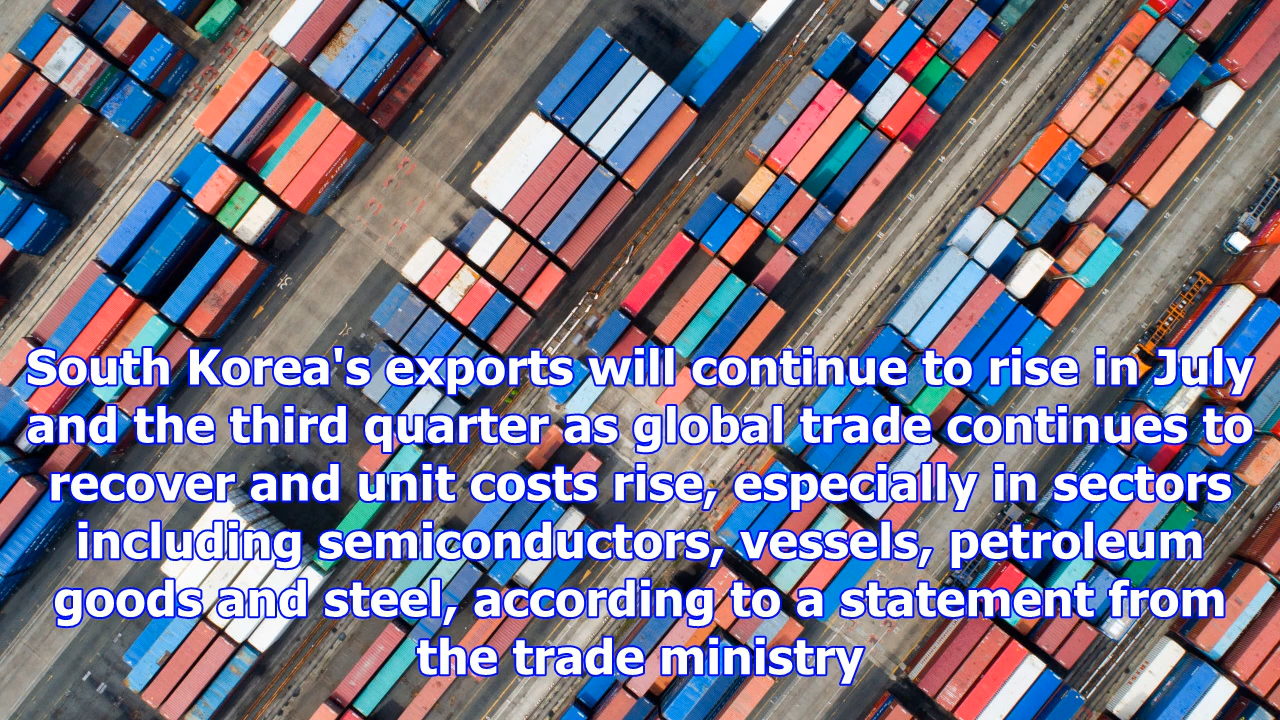 South Korea's exports will continue to rise in July
and the third quarter as global trade continues to
recover and unit costs rise, especially in sectors
including semiconductors, vessels, petroleum
goods and steel, according to a statement from
the trade ministry